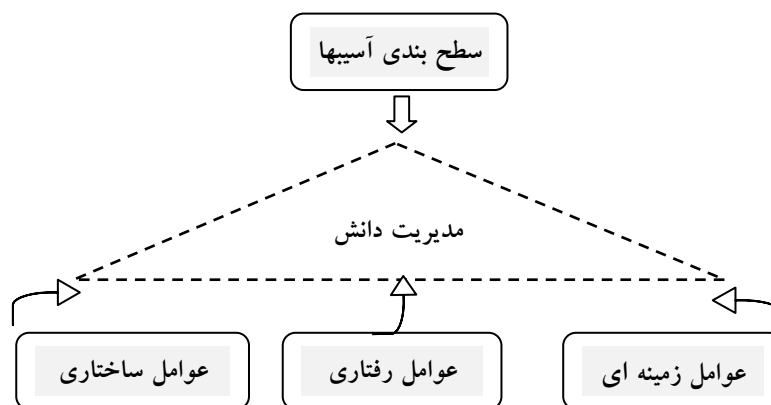 سطح بندی آسیبها
مدیریت دانش
عوامل زمینه ای
عوامل رفتاری
عوامل ساختاری